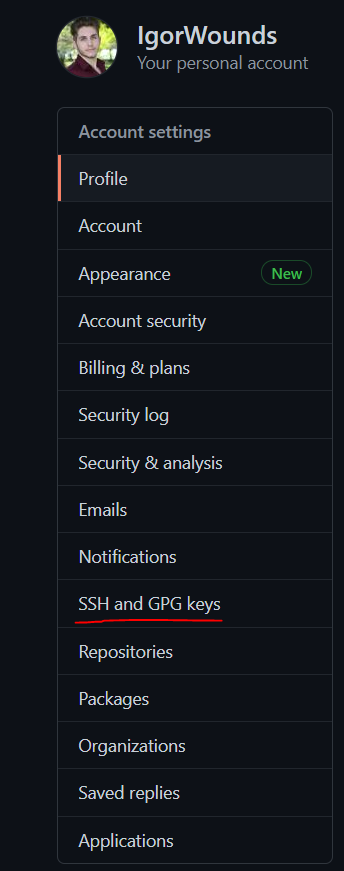 IgorWounds
Your personal account
Account settings
Profile
Account
Appearance New
Account security
Billing & plans
Security log
Security & analysis
Emails
Notifications
SSH and GPG keys
Repositories
Packages
Organizations
Saved replies
Applications